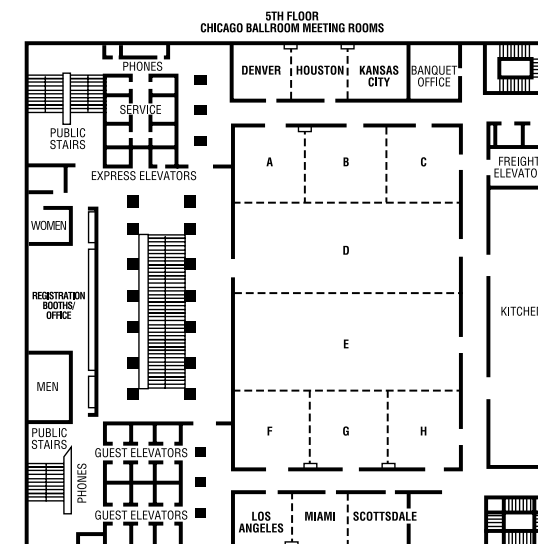 5TH FLOOR
CHICAGO BALLROOM MEETING ROOMS
PHONES
DENVER
HOUSTON
KANSAS
CITY
BANQUET
OFFICE
SERVICE
PUBLIC
STAIRS
EXPRESS ELEVATORS
A
B
C
FREIGHT
ELEVATO
WOMEN
D
REGISTRATION
BOOTHS/
OFFICE
KITCHEN
E
MEN
PUBLIC
STAIRS
F
G
H
GUEST ELEVATORS
PHONES
GUEST ELEVATORS
LOS
ANGELES
MIAMI
SCOTTSDALE